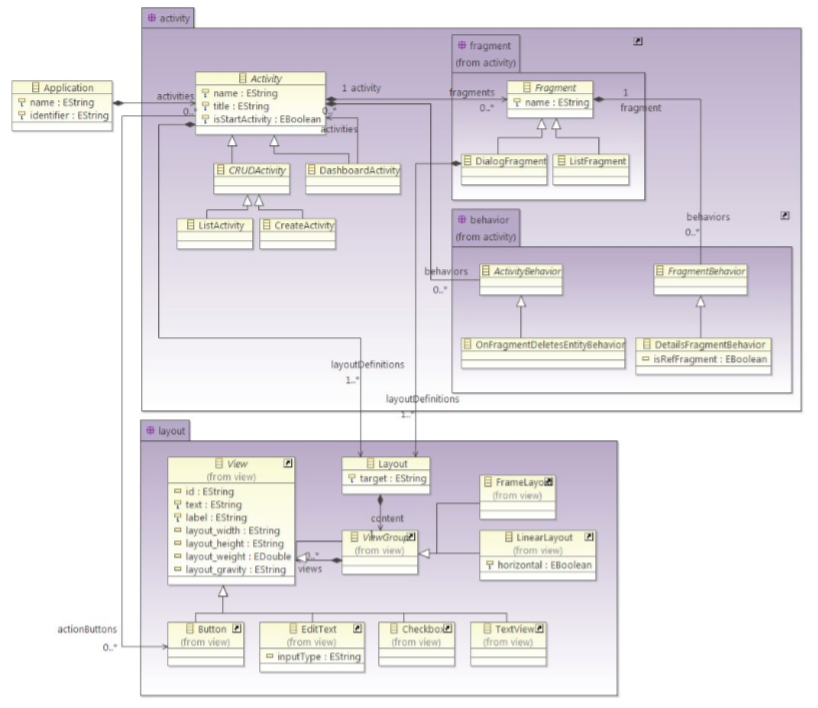 activity
Application
name : EString
identifier : EString
activities
0..*
Activity
name : EString
title : EString
isStartActivity : EBoolean
1 activity
0..*
activities
fragment
(from activity)
fragments
0..*
Fragment
name : EString
1
fragment
CRUDActivity
DashboardActivity
DialogFragment
ListFragment
ListActivity
CreateActivity
behavior
(from activity)
behaviors
0..*
behaviors
0..*
ActivityBehavior
FragmentBehavior
OnFragmentDeletesEntityBehavior
DetailsFragmentBehavior
isRefFragment : EBoolean
layoutDefinitions
1..*
layoutDefinitions
1..*
layout
View
(from view)
id : EString
text : EString
label : EString
layout_width : EString
layout_height : EString
layout_weight : EDouble
layout_gravity : EString
Layout
target : EString
content
1
ViewGroup
(from view)
0..*
views
FrameLayout
(from view)
LinearLayout
(from view)
horizontal : EBoolean
actionButtons
0..*
Button
(from view)
EditText
(from view)
inputType : EString
Checkbox
(from view)
TextView
(from view)